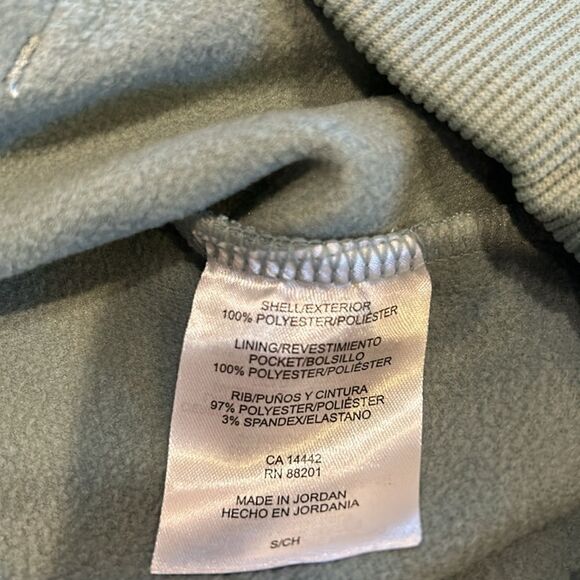 SHELL/EXTERIOR
100% POLYESTER/POLIÉSTER
LINING/REVESTIMIENTO
POCKET/BOLSILLO
100% POLYESTER/POLIÉSTER
RIB/PUÑOS Y CINTURA
97% POLYESTER/POLIÉSTER
3% SPANDEX/ELASTANO
CA 14442
RN 88201
MADE IN JORDAN
HECHO EN JORDANIA
S/CH